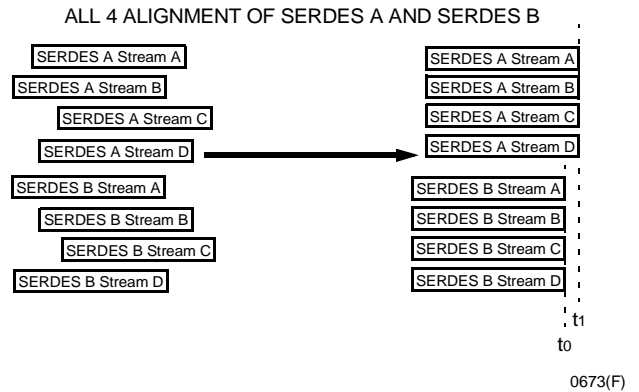 ALL 4 ALIGNMENT OF SERDES A AND SERDES B
SERDES A Stream A
SERDES A Stream B
SERDES A Stream C
SERDES A Stream D
SERDES B Stream A
SERDES B Stream B
SERDES B Stream C
SERDES B Stream D
SERDES A Stream A
SERDES A Stream B
SERDES A Stream C
SERDES A Stream D
SERDES B Stream A
SERDES B Stream B
SERDES B Stream C
SERDES B Stream D
t1
t0
0673(F)